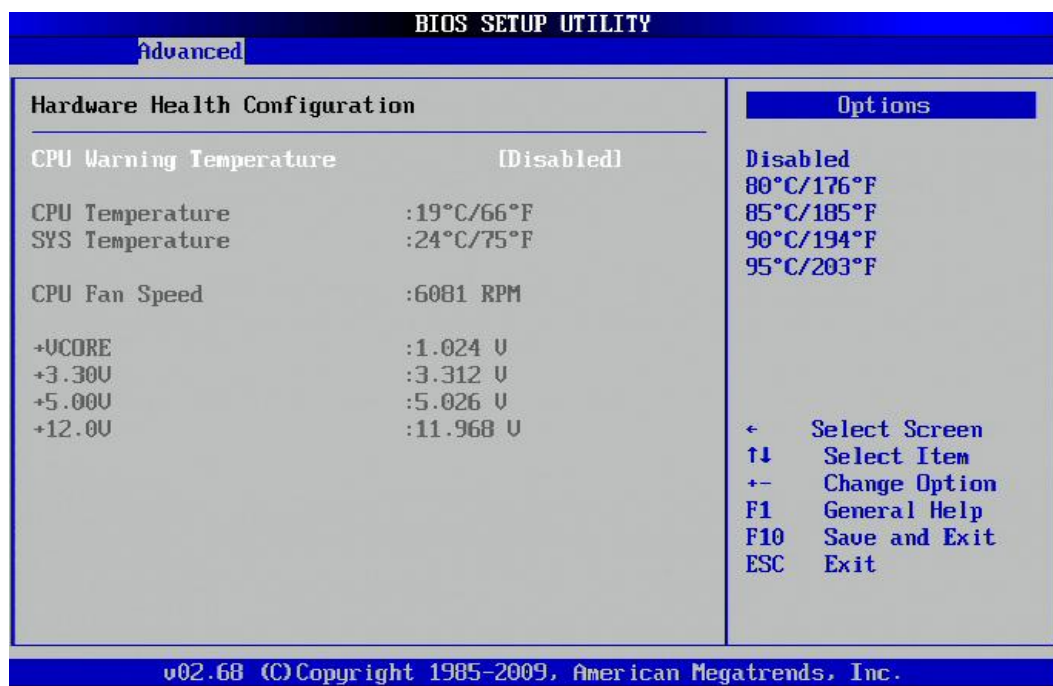 BIOS SETUP UTILITY
Advanced
Hardware Health Configuration
CPU Warning Temperature [Disabled]
CPU Temperature :19°C/66°F
SYS Temperature :24°C/75°F
CPU Fan Speed :6081 RPM
+VCORE :1.024 V
+3.30V :3.312 V
+5.00V :5.026 V
+12.0V :11.968 V
Options
Disabled
80°C/176°F
85°C/185°F
90°C/194°F
95°C/203°F
← Select Screen
↑↓ Select Item
+- Change Option
F1 General Help
F10 Save and Exit
ESC Exit
v02.68 (C)Copyright 1985-2009, American Megatrends, Inc.